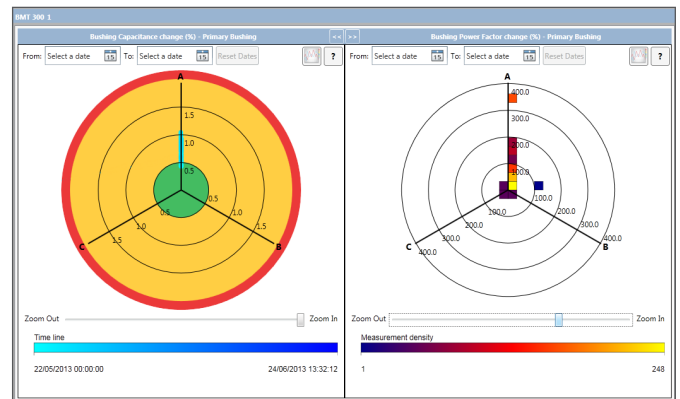 BMT 300 1
Bushing Capacitance change (%) - Primary Bushing
<<
>>
Bushing Power Factor change (%) - Primary Bushing
From: Select a date 15 To: Select a date 15 Reset Dates ?
From: Select a date 15 To: Select a date 15 Reset Dates ?
A
1.5
1.0
0.5
0.5
1.0
1.5
B
0.5
1.0
1.5
C
A
400.0
300.0
200.0
100.0
100.0
200.0
300.0
400.0
B
100.0
200.0
300.0
400.0
C
Zoom Out Zoom In
Zoom Out Zoom In
Time line
22/05/2013 00:00:00 24/06/2013 13:32:12
Measurement density
1 248